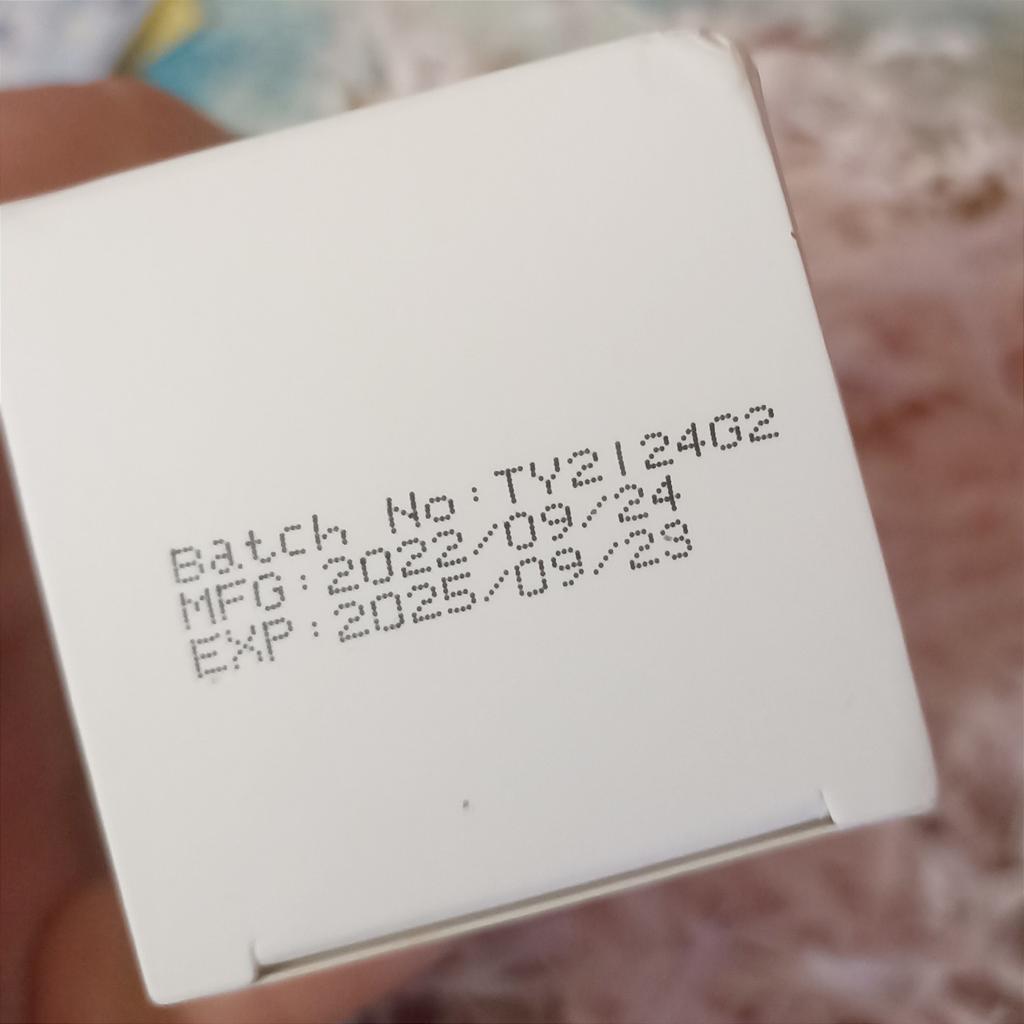 Batch No:TY2124G2
MFG:2022/09/24
EXP:2025/09/23